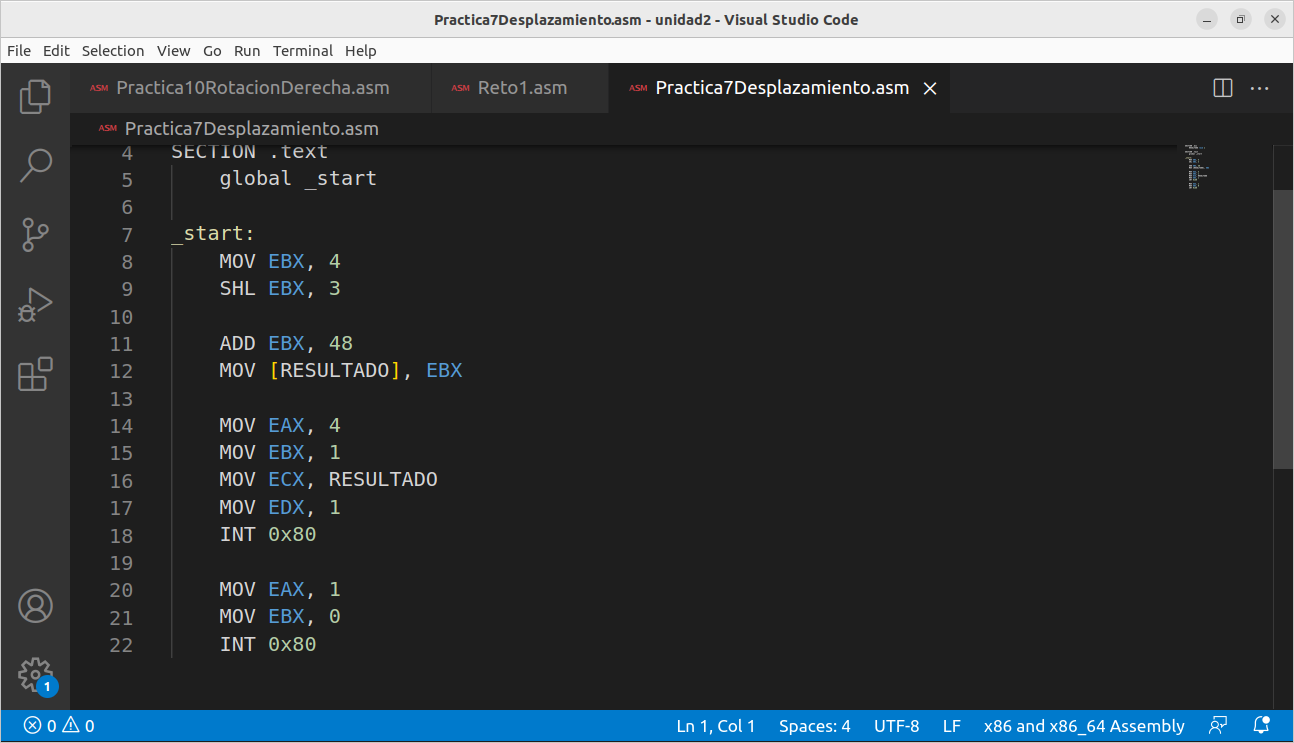 Practica7Desplazamiento.asm - unidad2 - Visual Studio Code
File Edit Selection View Go Run Terminal Help
ASM Practica10RotacionDerecha.asm ASM Reto1.asm ASM Practica7Desplazamiento.asm
ASM Practica7Desplazamiento.asm
4 SECTION .text
5 global _start
6
7 _start:
8 MOV EBX, 4
9 SHL EBX, 3
10
11 ADD EBX, 48
12 MOV [RESULTADO], EBX
13
14 MOV EAX, 4
15 MOV EBX, 1
16 MOV ECX, RESULTADO
17 MOV EDX, 1
18 INT 0x80
19
20 MOV EAX, 1
21 MOV EBX, 0
22 INT 0x80
1
0 0 Ln 1, Col 1 Spaces: 4 UTF-8 LF x86 and x86_64 Assembly